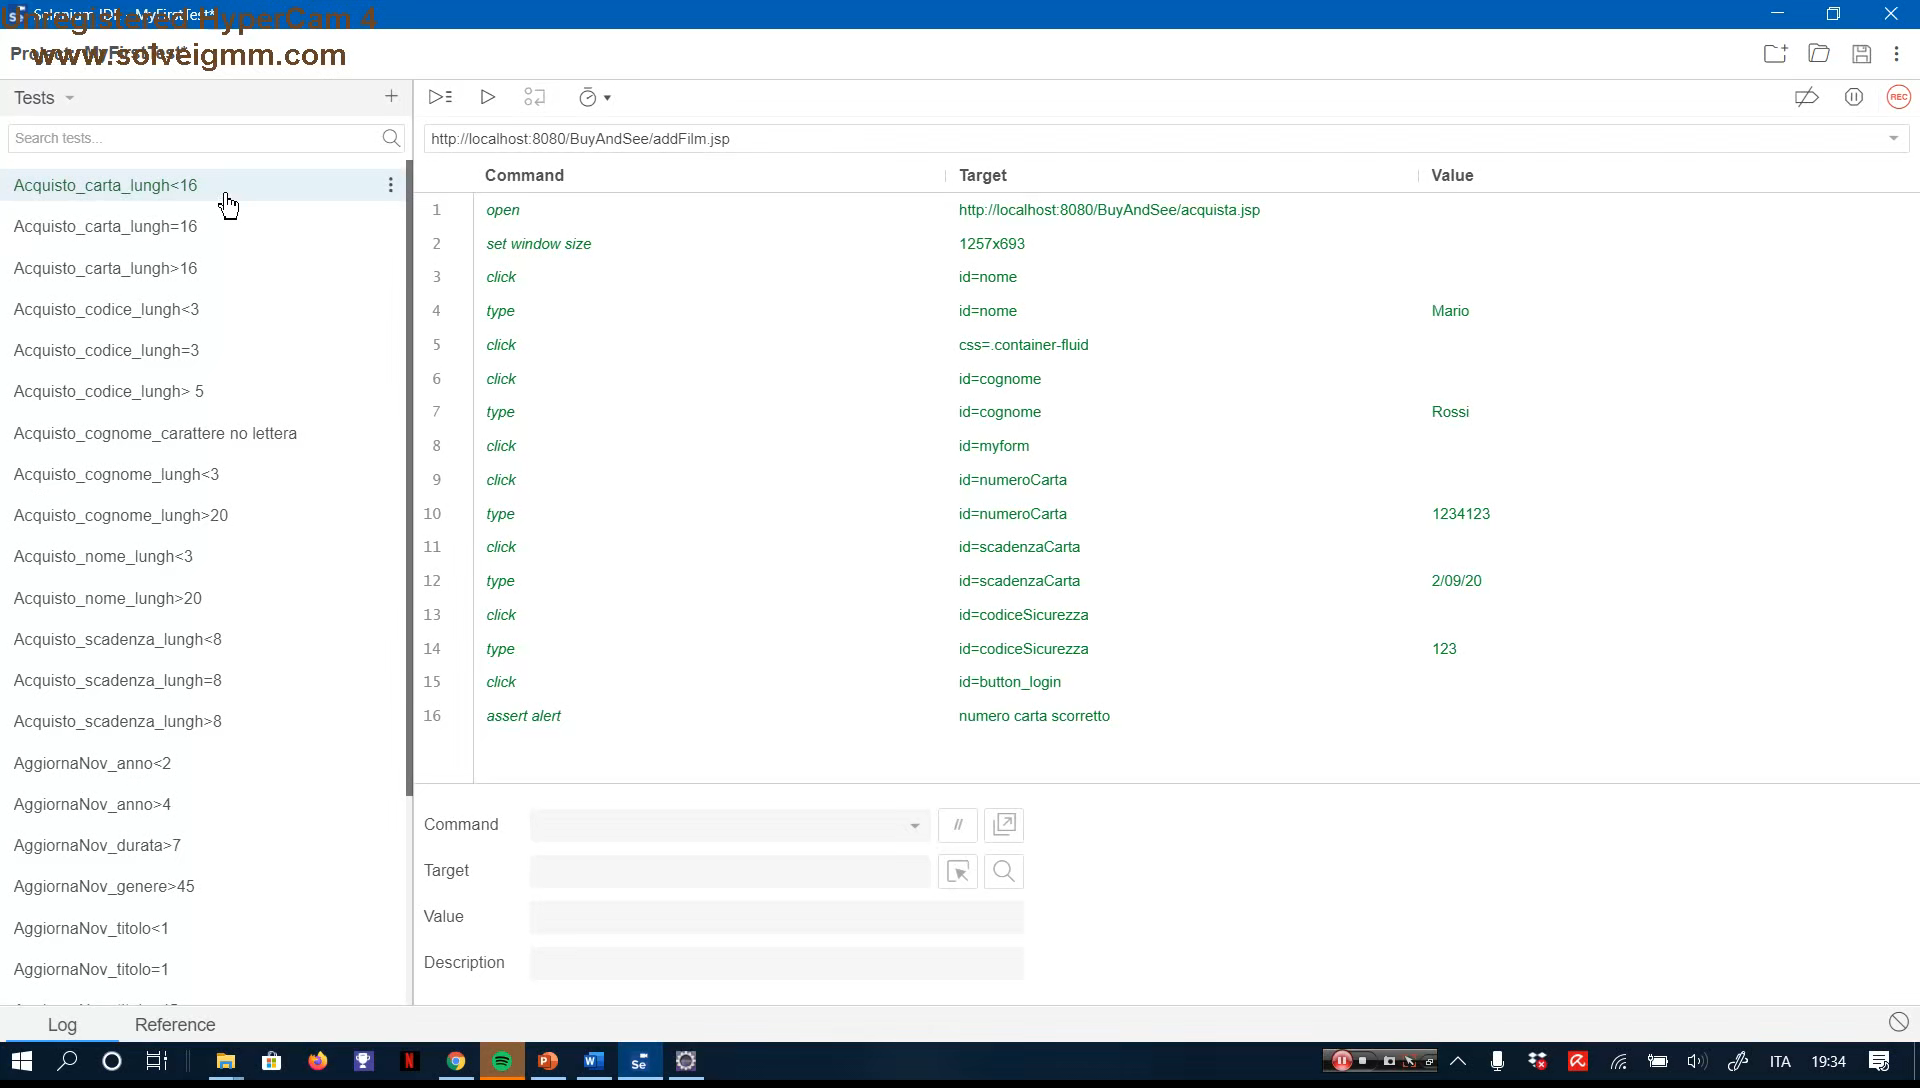 Selenium IDE - MyFirstTest*
Unregistered HyperCam 4
Project: MyFirstTest*
www.solveigmm.com
Tests
Search tests...
REC
http://localhost:8080/BuyAndSee/addFilm.jsp
Acquisto_carta_lungh<16
Acquisto_carta_lungh=16
Acquisto_carta_lungh>16
Acquisto_codice_lungh<3
Acquisto_codice_lungh=3
Acquisto_codice_lungh> 5
Acquisto_cognome_carattere no lettera
Acquisto_cognome_lungh<3
Acquisto_cognome_lungh>20
Acquisto_nome_lungh<3
Acquisto_nome_lungh>20
Acquisto_scadenza_lungh<8
Acquisto_scadenza_lungh=8
Acquisto_scadenza_lungh>8
AggiornaNov_anno<2
AggiornaNov_anno>4
AggiornaNov_durata>7
AggiornaNov_genere>45
AggiornaNov_titolo<1
AggiornaNov_titolo=1
Command Target Value
1 open http://localhost:8080/BuyAndSee/acquista.jsp
2 set window size 1257x693
3 click id=nome
4 type id=nome Mario
5 click css=.container-fluid
6 click id=cognome
7 type id=cognome Rossi
8 click id=myform
9 click id=numeroCarta
10 type id=numeroCarta 1234123
11 click id=scadenzaCarta
12 type id=scadenzaCarta 2/09/20
13 click id=codiceSicurezza
14 type id=codiceSicurezza 123
15 click id=button_login
16 assert alert numero carta scorretto
Command //
Target
Value
Description
Log Reference
ITA 19:34